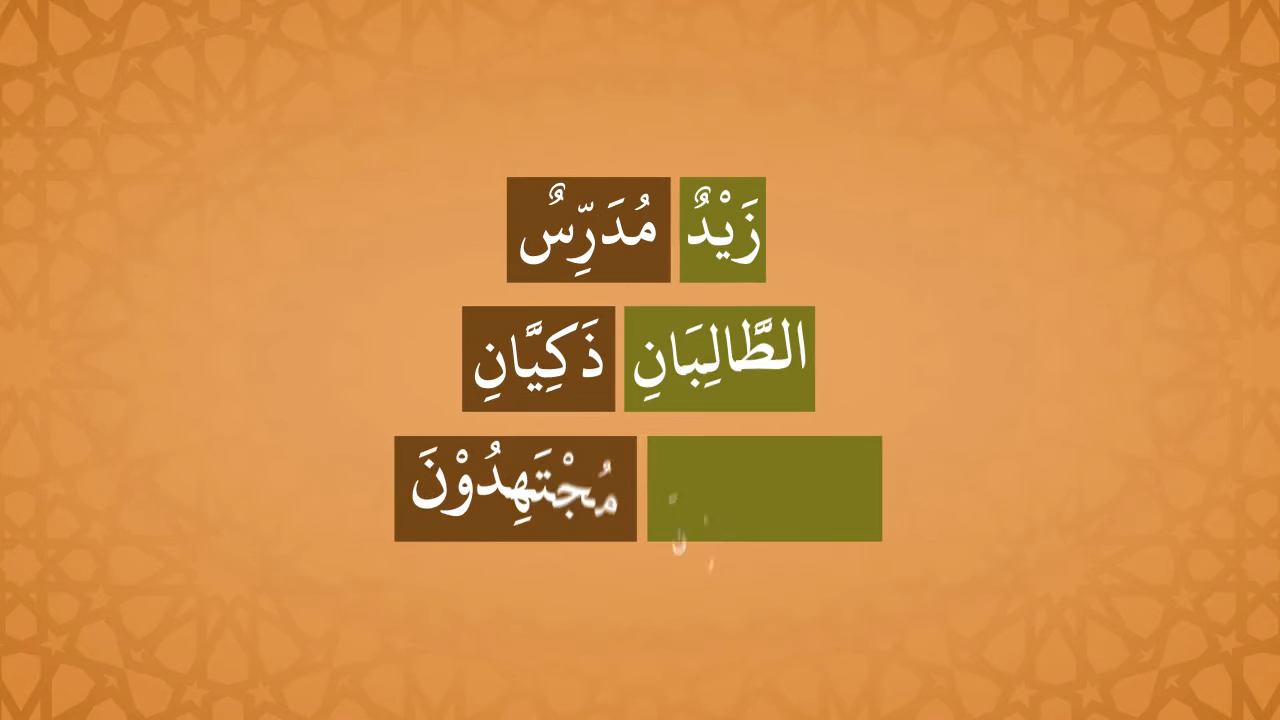 زَيْدٌ مُدَرِّسٌ
الطَّالِبَانِ ذَكِيَّانِ
مُجْتَهِدُوْنَ